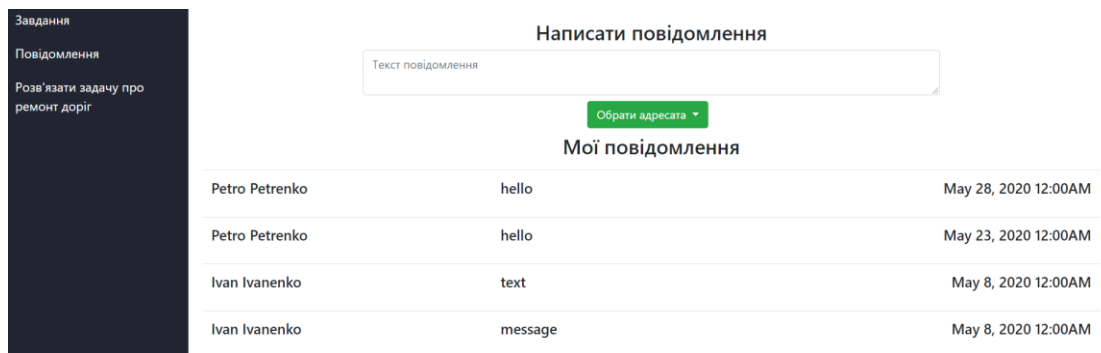 Завдання
Повідомлення
Розв'язати задачу про
ремонт доріг
Написати повідомлення
Текст повідомлення
Обрати адресата
Мої повідомлення
Petro Petrenko hello May 28, 2020 12:00AM
Petro Petrenko hello May 23, 2020 12:00AM
Ivan Ivanenko text May 8, 2020 12:00AM
Ivan Ivanenko message May 8, 2020 12:00AM